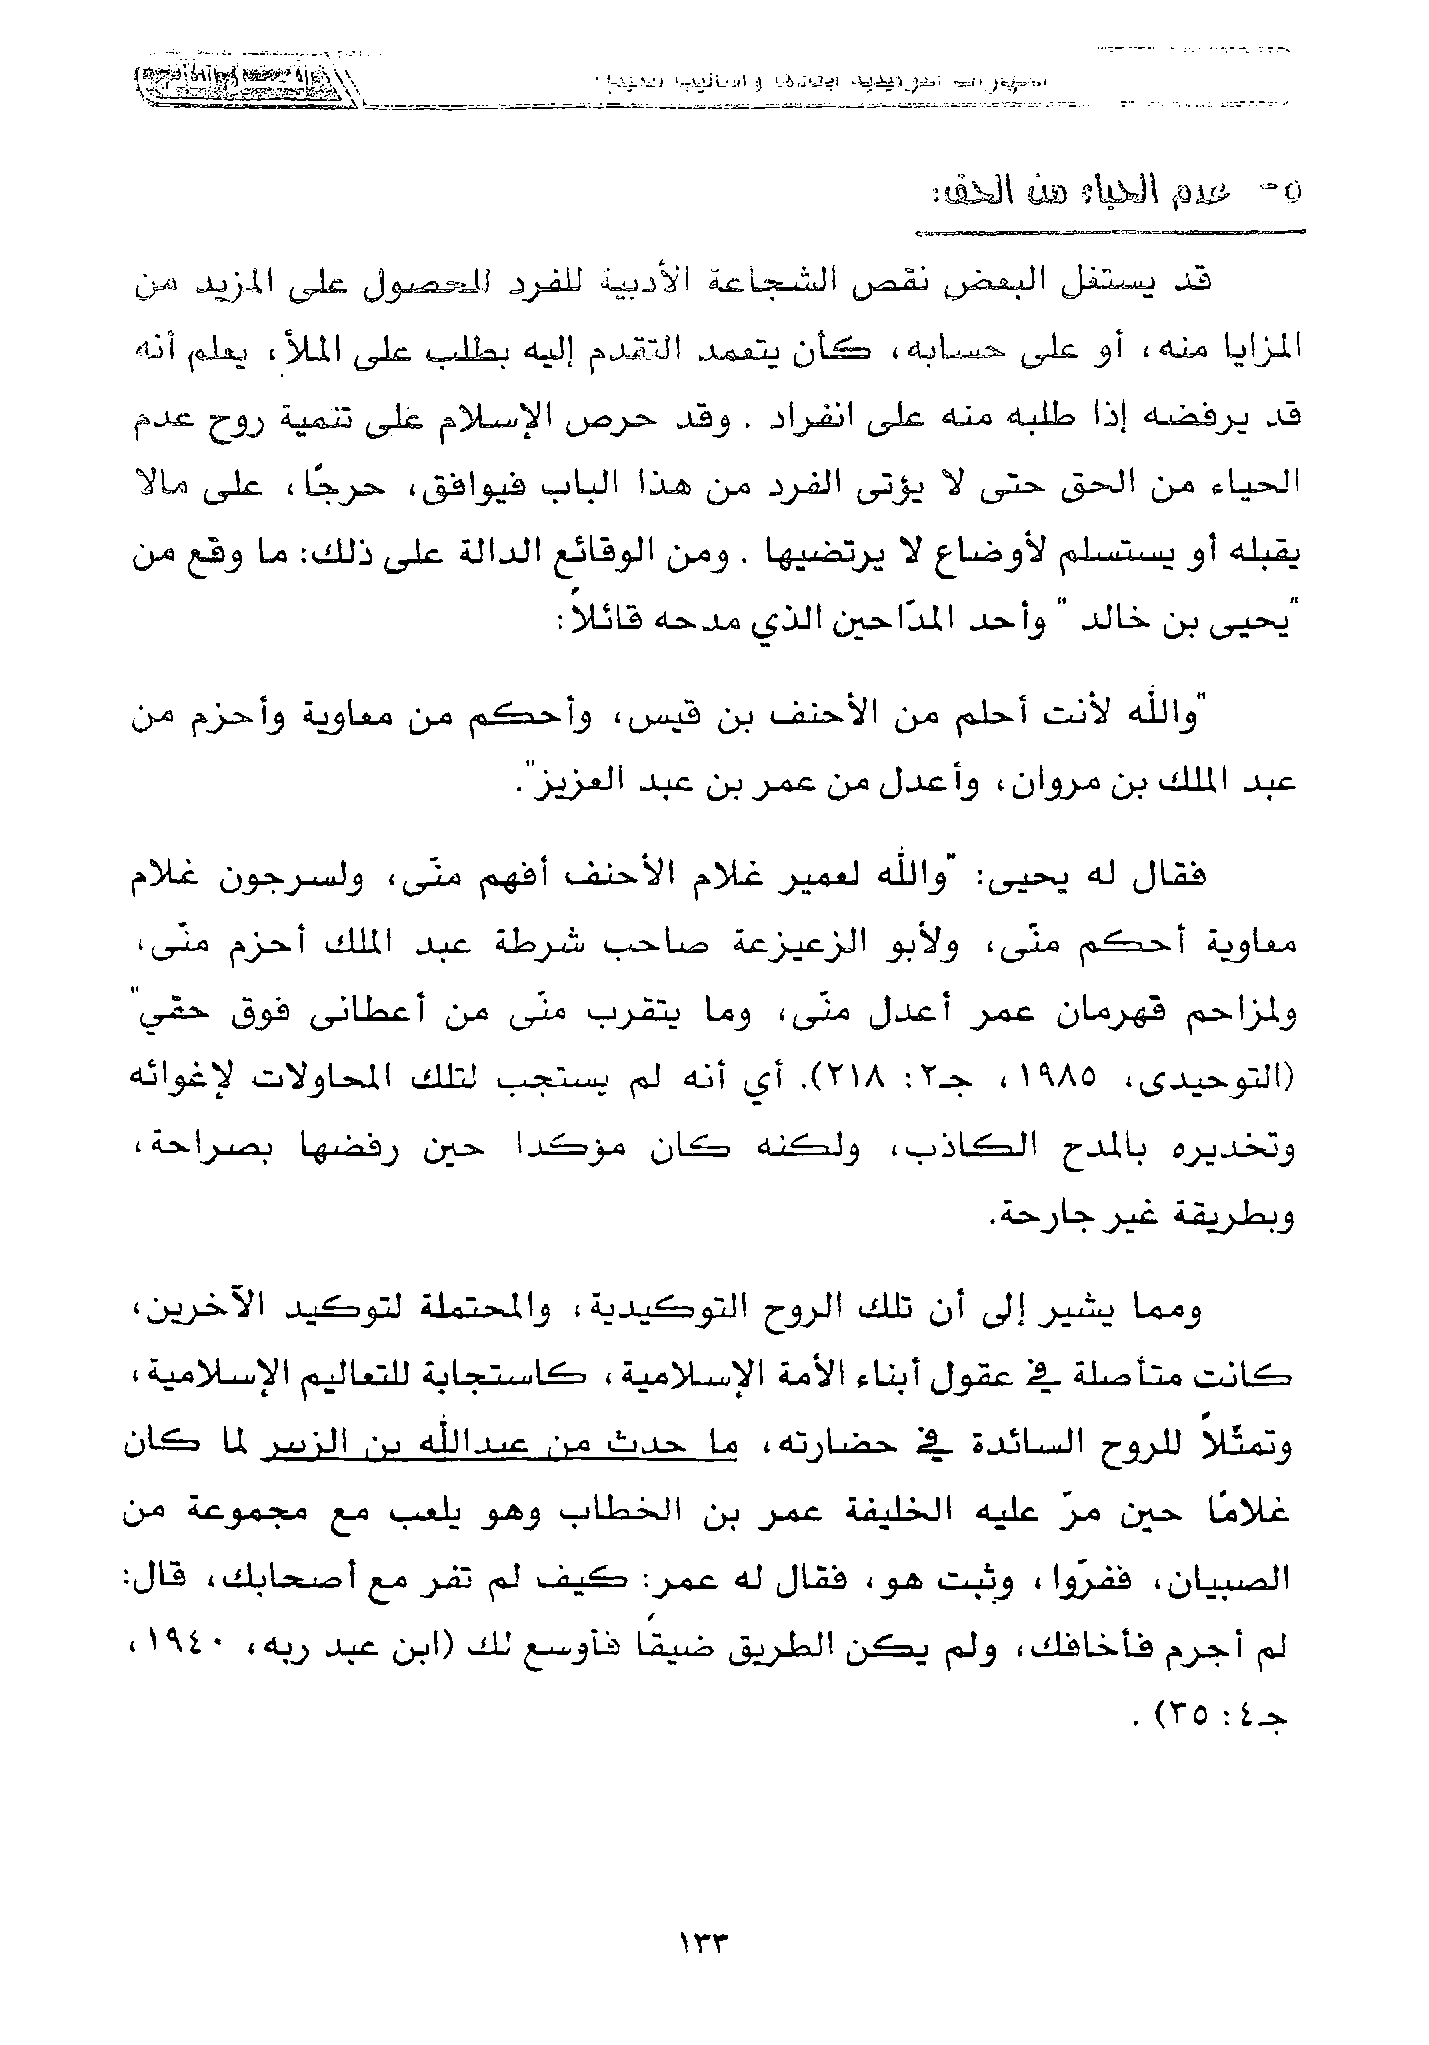 ٥- عدم الحياء من الحق:
قد يستغل البعض نقص الشجاعة الأدبية للفرد للحصول على المزيد من
المزايا منه، أو على حسابه، كأن يتعمد التقدم إليه بطلب على الملأ، يعلم أنه
قد يرفضه إذا طلبه منه على انفراد . وقد حرص الإسلام على تنمية روح عدم
الحياء من الحق حتى لا يؤتى الفرد من هذا الباب فيوافق، حرجًا، على مالا
يقبله أو يستسلم لأوضاع لا يرتضيها . ومن الوقائع الدالة على ذلك: ما وقع من
"يحيى بن خالد " وأحد المدّاحين الذي مدحه قائلاً:
"والله لأنت أحلم من الأحنف بن قيس، وأحكم من معاوية وأحزم من
عبد الملك بن مروان، وأعدل من عمر بن عبد العزيز".
فقال له يحيى: "والله لعمير غلام الأحنف أفهم منّى، ولسرجون غلام
معاوية أحكم منّى، ولأبو الزعيزعة صاحب شرطة عبد الملك أحزم منّى،
ولمزاحم قهرمان عمر أعدل منّى، وما يتقرب منّى من أعطانى فوق حقي"
(التوحيدى، ١٩٨٥ ، جـ٢: ٢١٨). أي أنه لم يستجب لتلك المحاولات لإغوائه
وتخديره بالمدح الكاذب، ولكنه كان مؤكدا حين رفضها بصراحة،
وبطريقة غير جارحة.
ومما يشير إلى أن تلك الروح التوكيدية، والمحتملة لتوكيد الآخرين،
كانت متأصلة في عقول أبناء الأمة الإسلامية، كاستجابة للتعاليم الإسلامية،
وتمثّلاً للروح السائدة في حضارته، ما حدث من عبدالله بن الزبير لما كان
غلامًا حين مرّ عليه الخليفة عمر بن الخطاب وهو يلعب مع مجموعة من
الصبيان، ففرّوا، وثبت هو، فقال له عمر: كيف لم تفر مع أصحابك، قال:
لم أجرم فأخافك، ولم يكن الطريق ضيقًا فأوسع لك (ابن عبد ربه، ١٩٤٠،
جـ٤: ٣٥) .
١٣٣